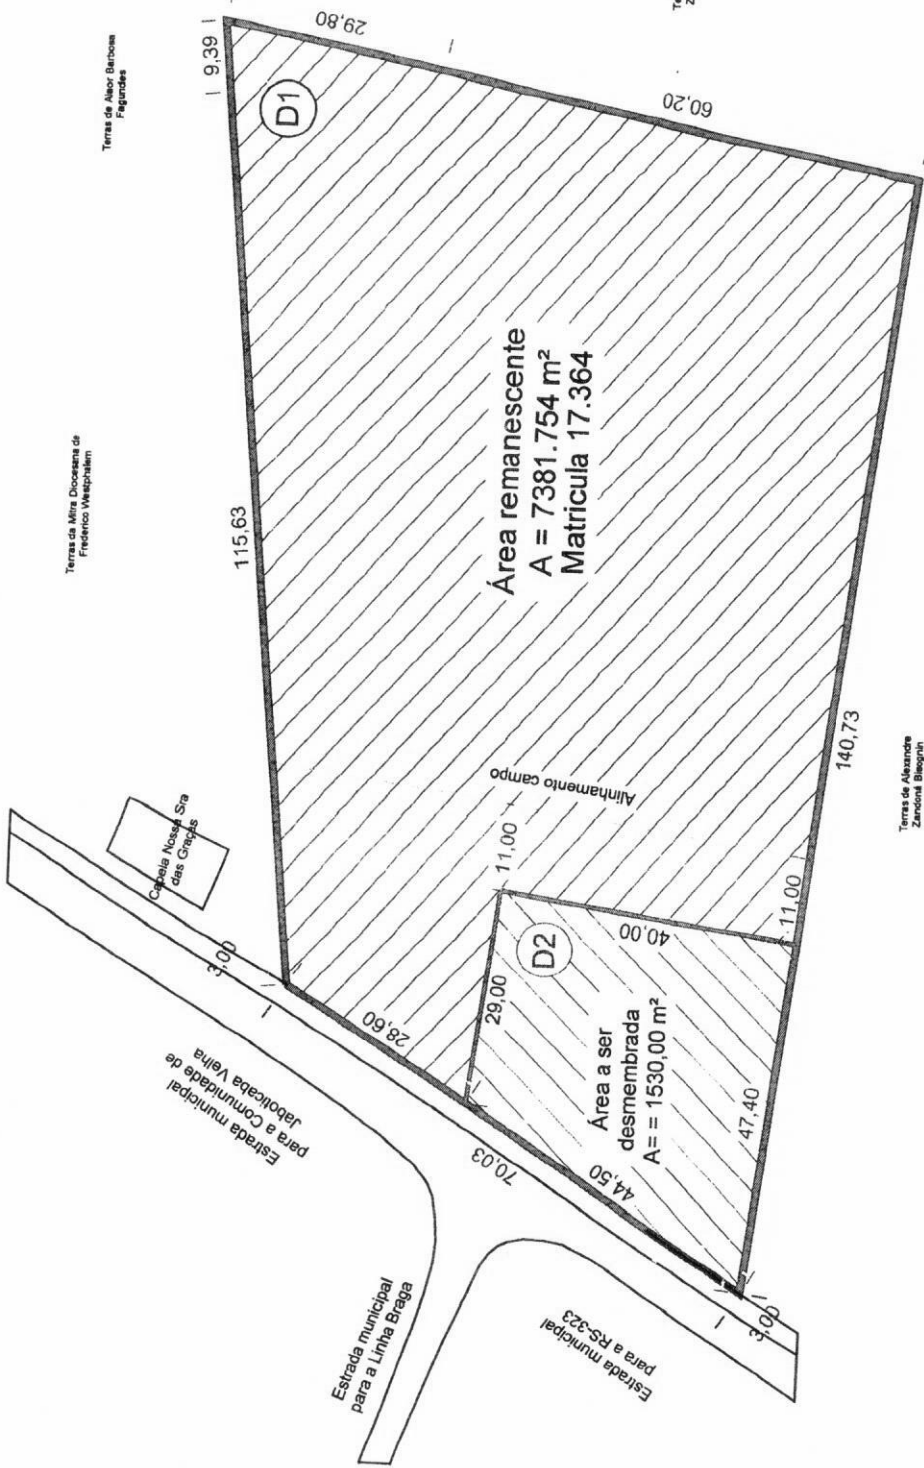 Terras de Alaor Barbosa
Fagundes
Terras da Mitra Diocesana de
Frederico Westphalem
9,39
29,80
D1
60,20
115,63
Área remanescente
A = 7381.754 m²
Matricula 17.364
Capela Nossa Sra
das Graças
3,00
Estrada municipal
para a Comunidade de
Jaboticaba Velha
28,60
Alinhamento campo
11,00
29,00
D2
40,00
11,00
140,73
Área a ser
desmembrada
A= = 1530,00 m²
70,03
44,50
47,40
Estrada municipal
para a Linha Braga
Estrada municipal
para a RS-323
3,00
Terras de Alexandre
Zandoná Bisognin